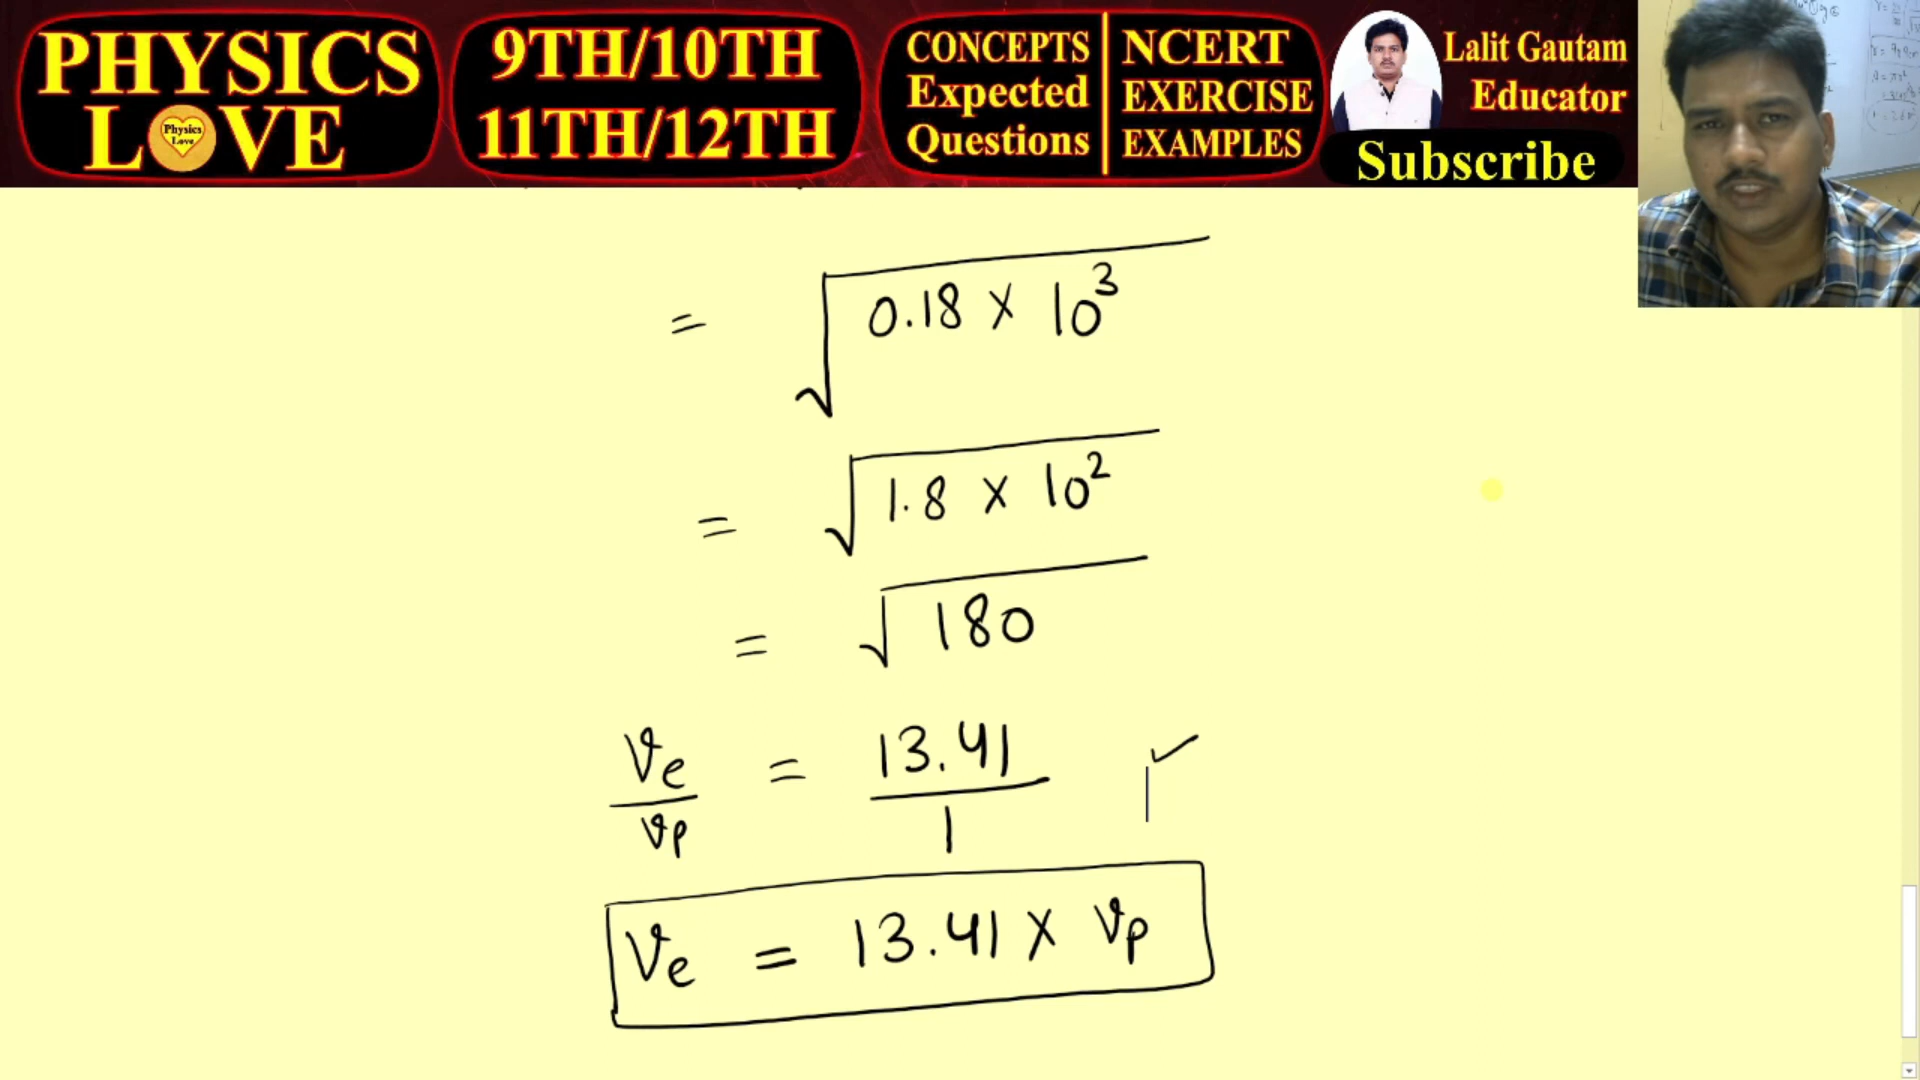 PHYSICS
LOVE
Physics
Love
9TH/10TH
11TH/12TH
CONCEPTS
Expected
Questions
NCERT
EXERCISE
EXAMPLES
Lalit Gautam
Educator
Subscribe
= √0.18 × 10³
= √1.8 × 10²
= √180
Ve/Vp = 13.41/1
Ve = 13.41 × Vp